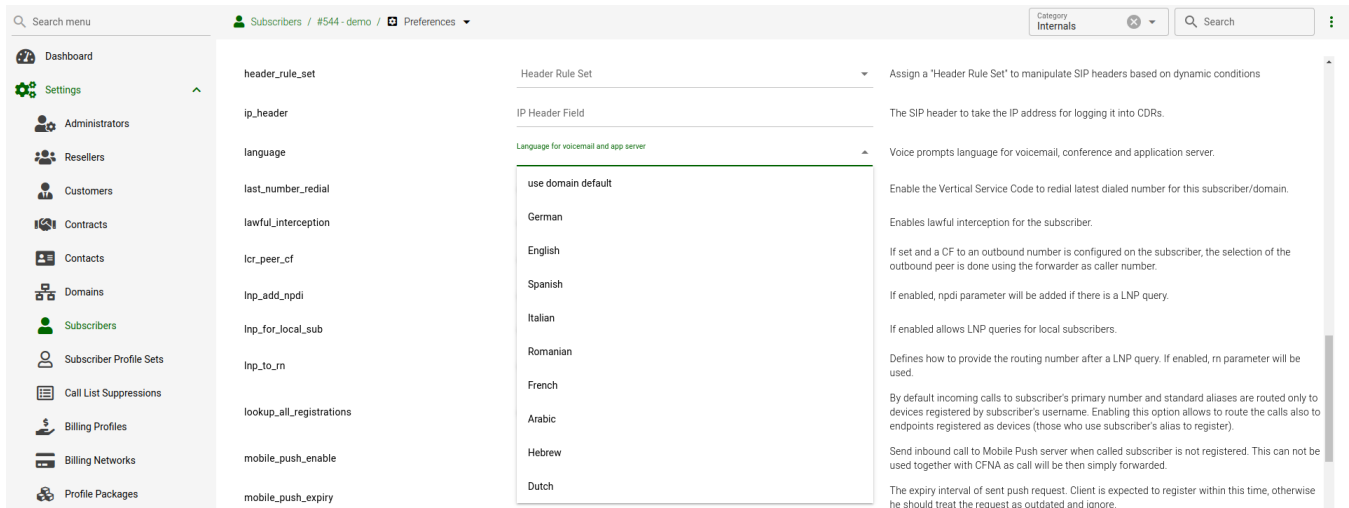 Search menu
Subscribers / #544 - demo / Preferences
Category
Internals
Search
Dashboard
Settings
Administrators
Resellers
Customers
Contracts
Contacts
Domains
Subscribers
Subscriber Profile Sets
Call List Suppressions
Billing Profiles
Billing Networks
Profile Packages
header_rule_set
Header Rule Set
Assign a "Header Rule Set" to manipulate SIP headers based on dynamic conditions
ip_header
IP Header Field
The SIP header to take the IP address for logging it into CDRs.
language
Language for voicemail and app server
Voice prompts language for voicemail, conference and application server.
use domain default
German
English
Spanish
Italian
Romanian
French
Arabic
Hebrew
Dutch
last_number_redial
Enable the Vertical Service Code to redial latest dialed number for this subscriber/domain.
lawful_interception
Enables lawful interception for the subscriber.
lcr_peer_cf
If set and a CF to an outbound number is configured on the subscriber, the selection of the
outbound peer is done using the forwarder as caller number.
lnp_add_npdi
If enabled, npdi parameter will be added if there is a LNP query.
lnp_for_local_sub
If enabled allows LNP queries for local subscribers.
lnp_to_rn
Defines how to provide the routing number after a LNP query. If enabled, rn parameter will be
used.
lookup_all_registrations
By default incoming calls to subscriber's primary number and standard aliases are routed only to
devices registered by subscriber's username. Enabling this option allows to route the calls also to
endpoints registered as devices (those who use subscriber's alias to register).
mobile_push_enable
Send inbound call to Mobile Push server when called subscriber is not registered. This can not be
used together with CFNA as call will be then simply forwarded.
mobile_push_expiry
The expiry interval of sent push request. Client is expected to register within this time, otherwise
he should treat the request as outdated and ignore.